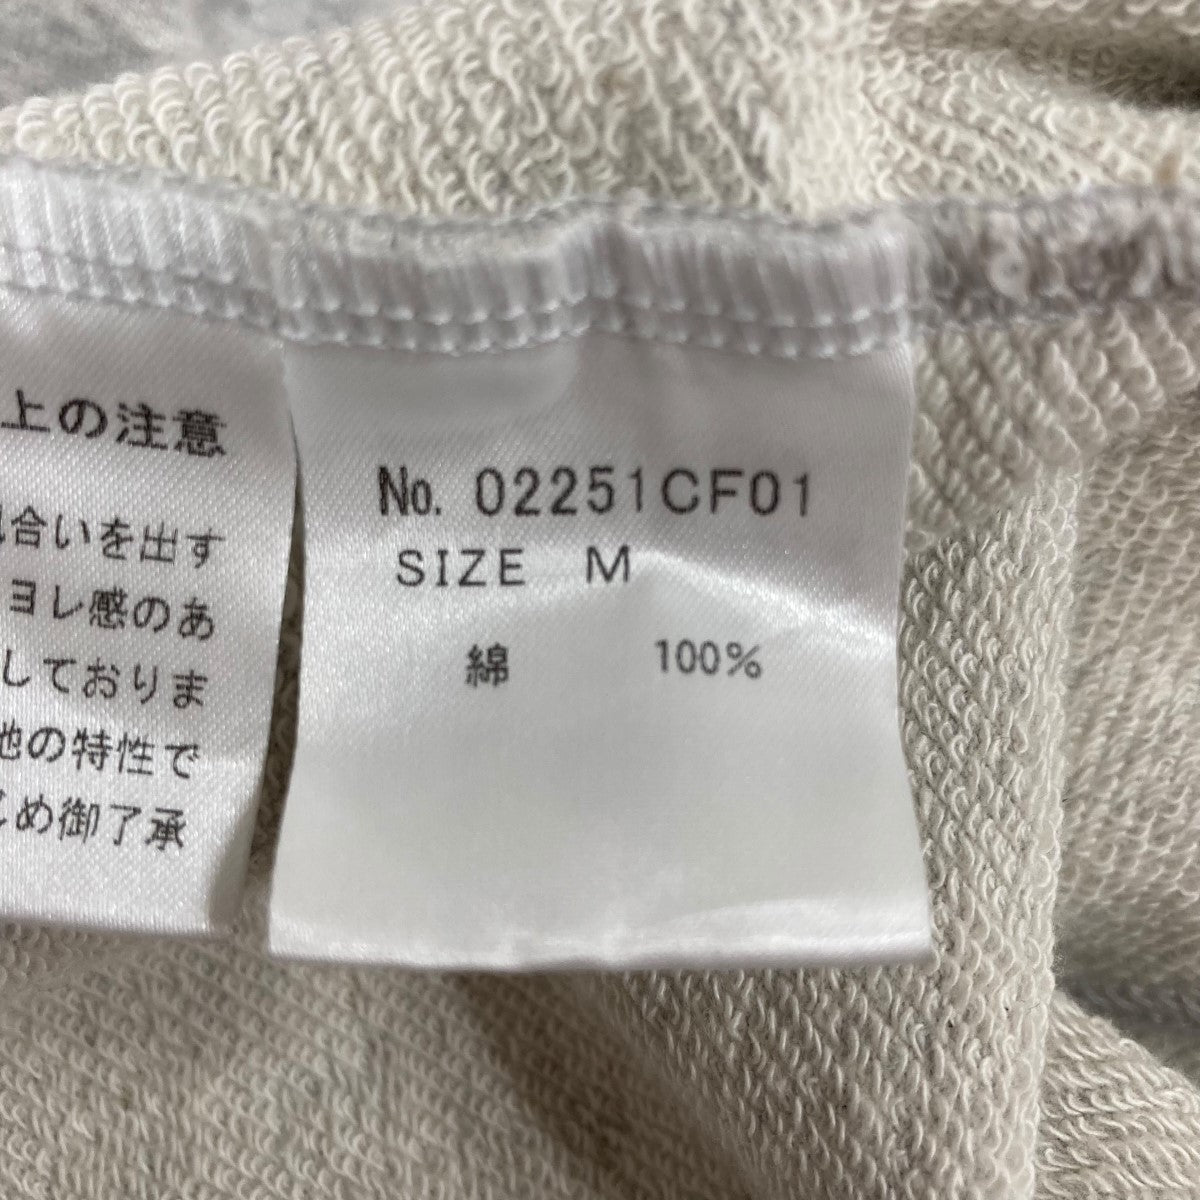 上の注意
合いを出す
ヨレ感のあ
しておりま
地の特性で
じめ御了承
No. 02251CF01
SIZE M
綿 100%